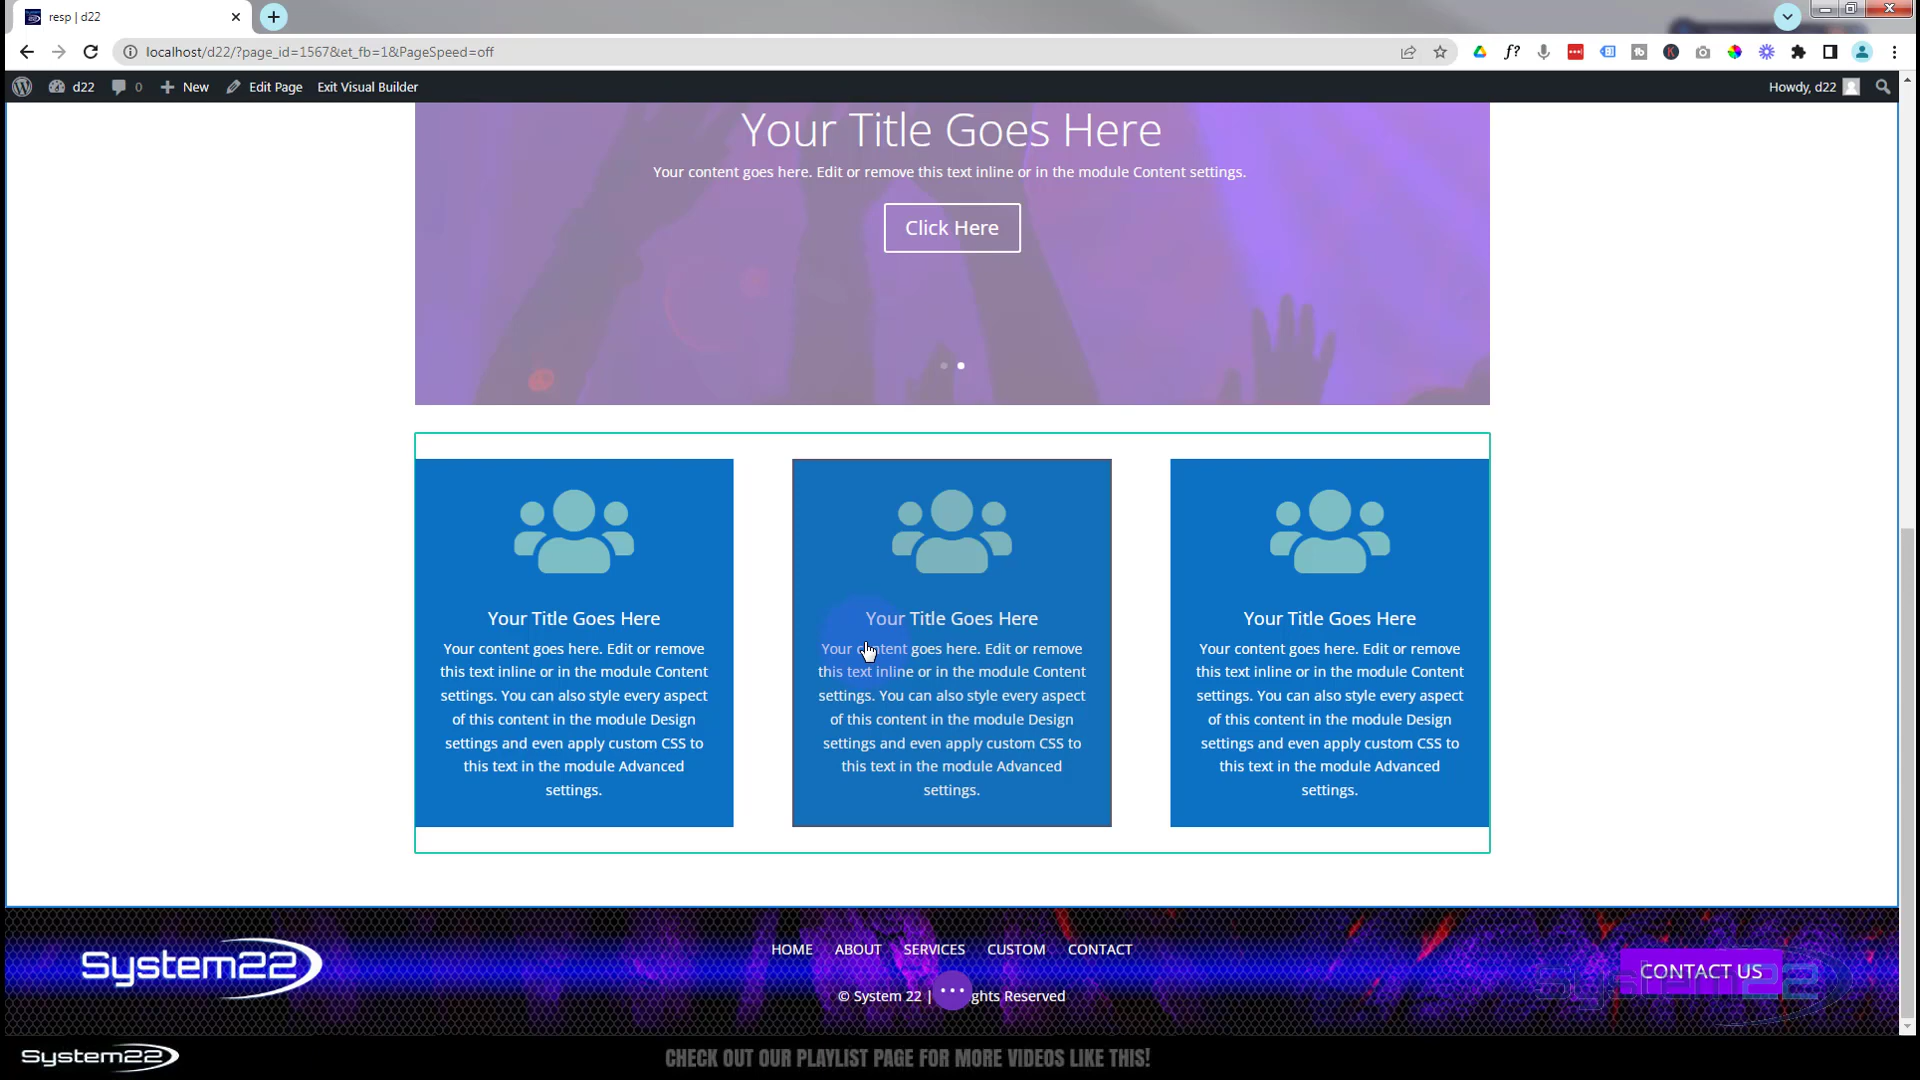 resp | d22
localhost/d22/?page_id=1567&et_fb=1&PageSpeed=off
d22 0 New Edit Page Exit Visual Builder Howdy, d22
Your Title Goes Here
Your content goes here. Edit or remove this text inline or in the module Content settings.
Click Here
Your Title Goes Here
Your content goes here. Edit or remove
this text inline or in the module Content
settings. You can also style every aspect
of this content in the module Design
settings and even apply custom CSS to
this text in the module Advanced
settings.
Your Title Goes Here
Your content goes here. Edit or remove
this text inline or in the module Content
settings. You can also style every aspect
of this content in the module Design
settings and even apply custom CSS to
this text in the module Advanced
settings.
Your Title Goes Here
Your content goes here. Edit or remove
this text inline or in the module Content
settings. You can also style every aspect
of this content in the module Design
settings and even apply custom CSS to
this text in the module Advanced
settings.
System22
HOME ABOUT SERVICES CUSTOM CONTACT
© System 22 | ghts Reserved
CONTACT US
System22
System22
CHECK OUT OUR PLAYLIST PAGE FOR MORE VIDEOS LIKE THIS!